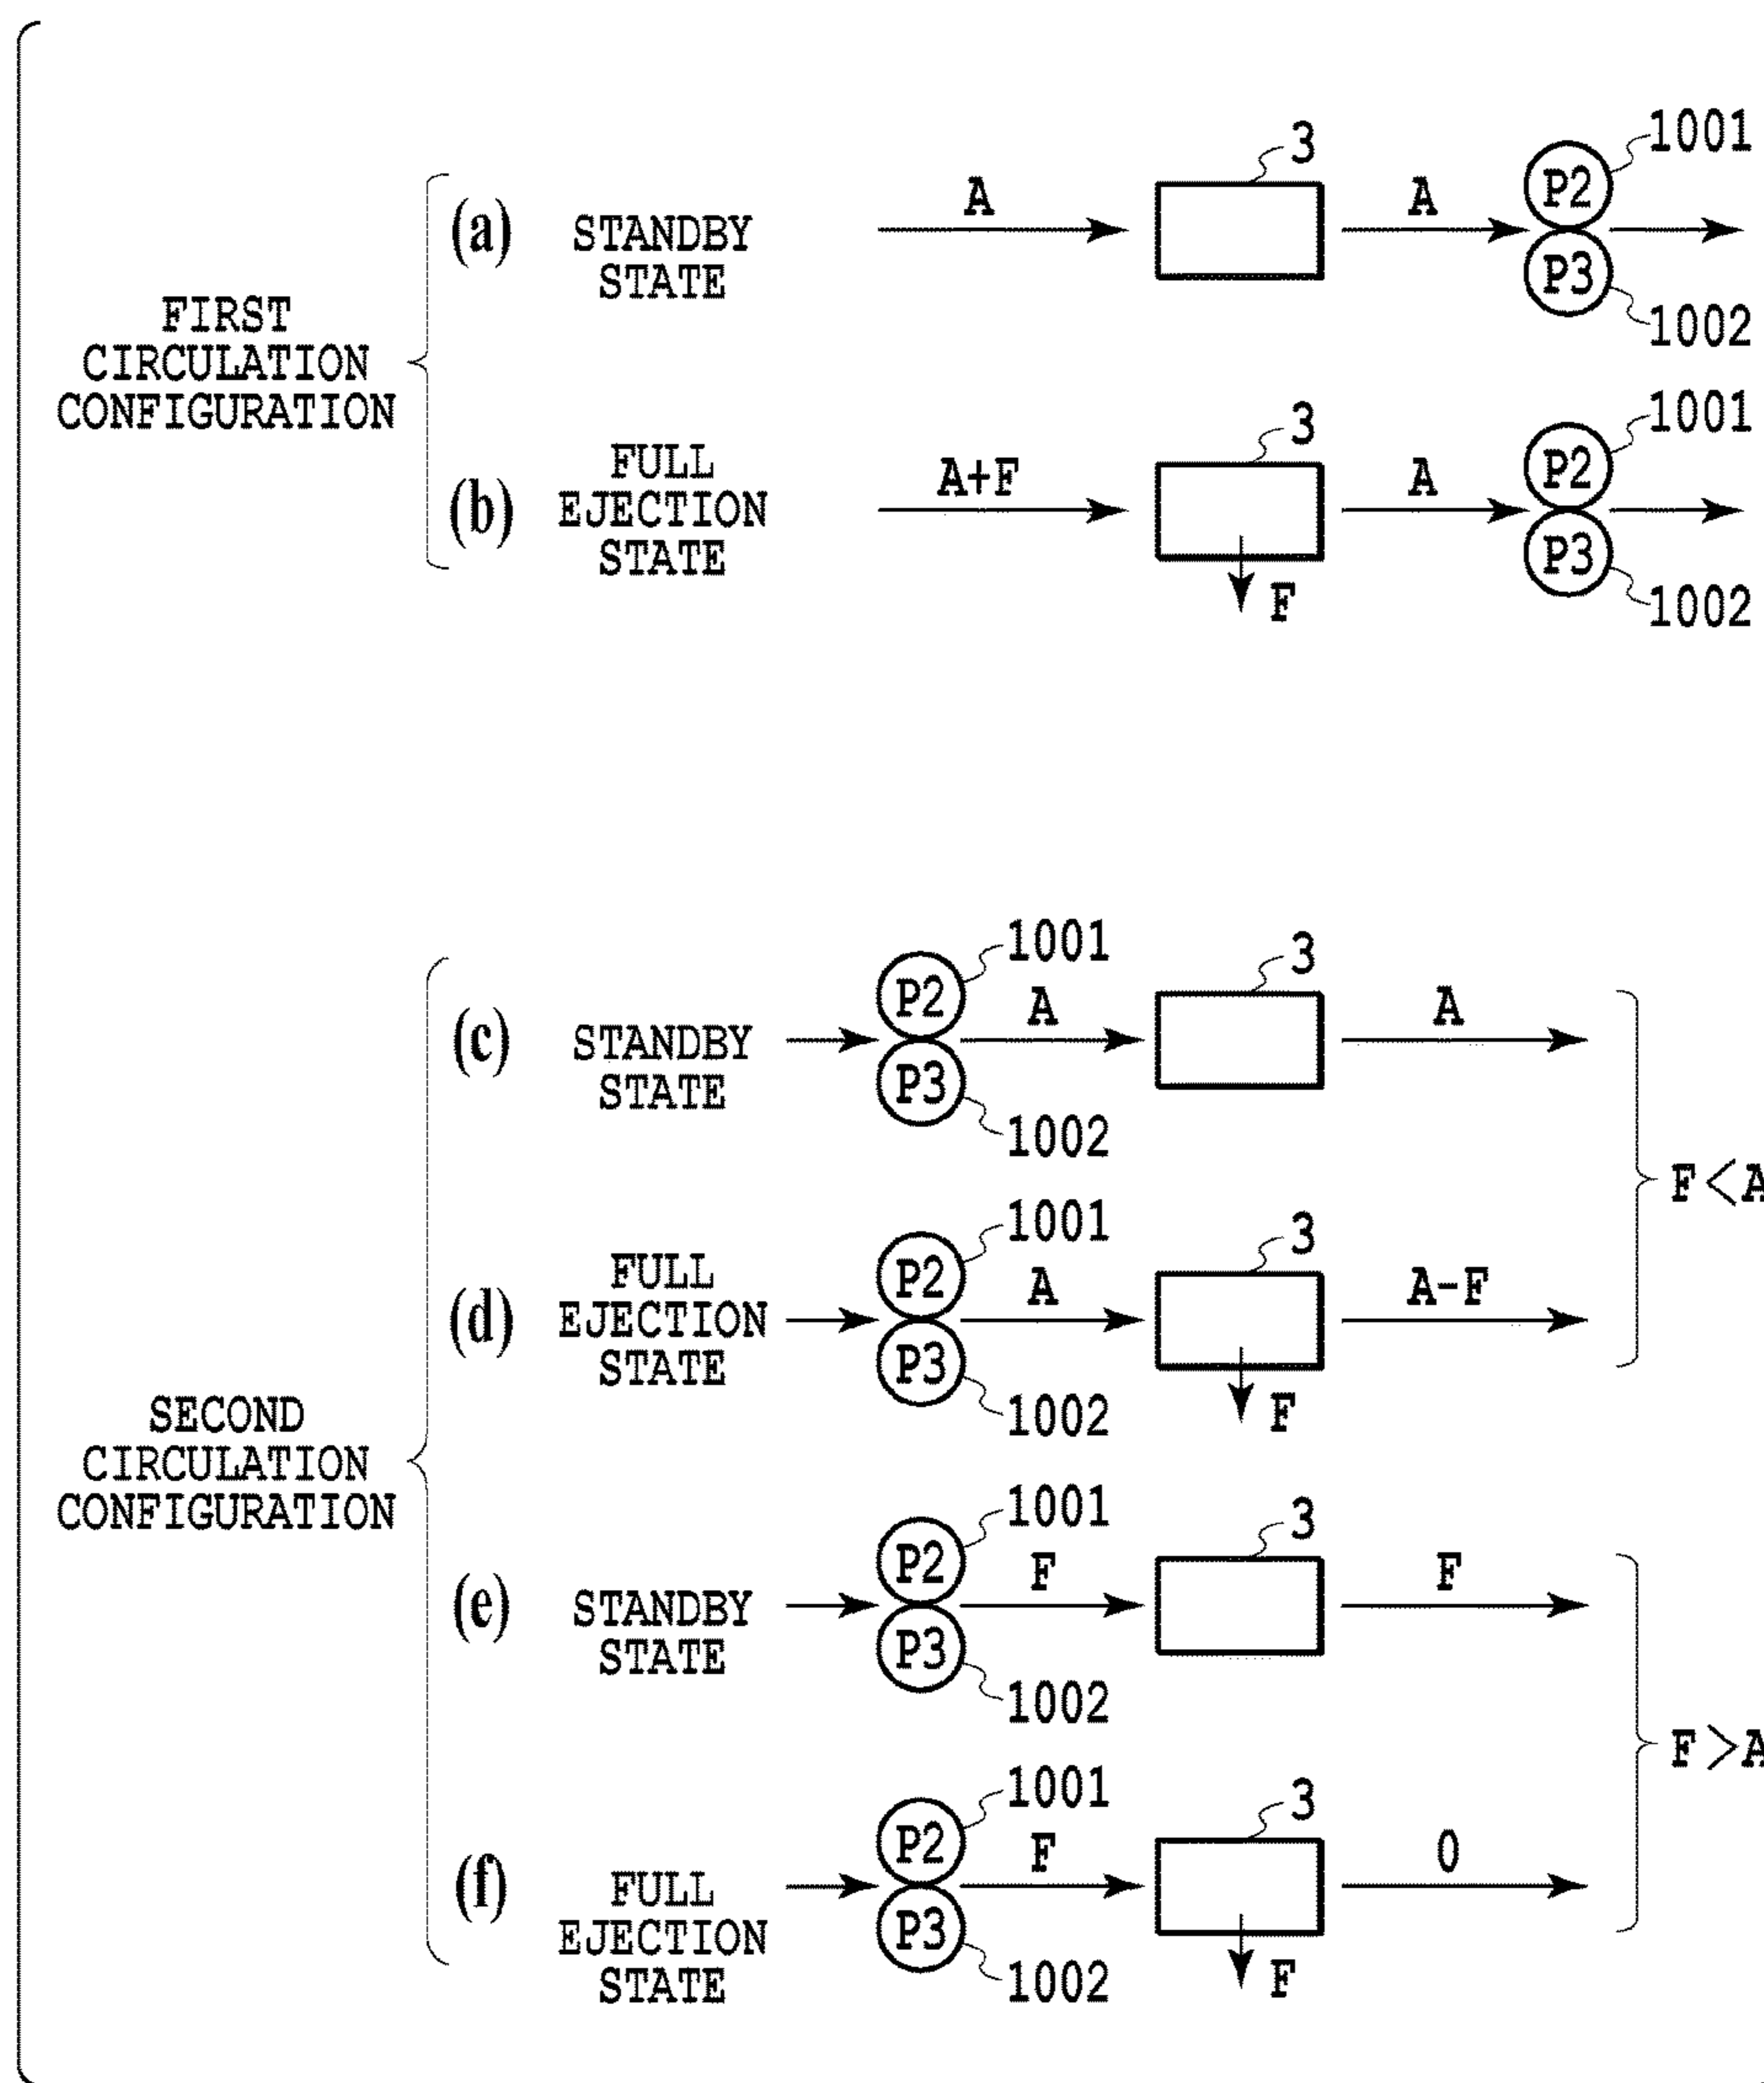 FIRST
CIRCULATION
CONFIGURATION
(a)
STANDBY
STATE
A
3
A
P2
P3
1001
1002
(b)
FULL
EJECTION
STATE
A+F
3
F
A
P2
P3
1001
1002
SECOND
CIRCULATION
CONFIGURATION
(c)
STANDBY
STATE
P2
P3
1001
1002
A
3
A
(d)
FULL
EJECTION
STATE
P2
P3
1001
1002
A
3
F
A-F
F<A
(e)
STANDBY
STATE
P2
P3
1001
1002
F
3
F
(f)
FULL
EJECTION
STATE
P2
P3
1001
1002
F
3
F
0
F>A